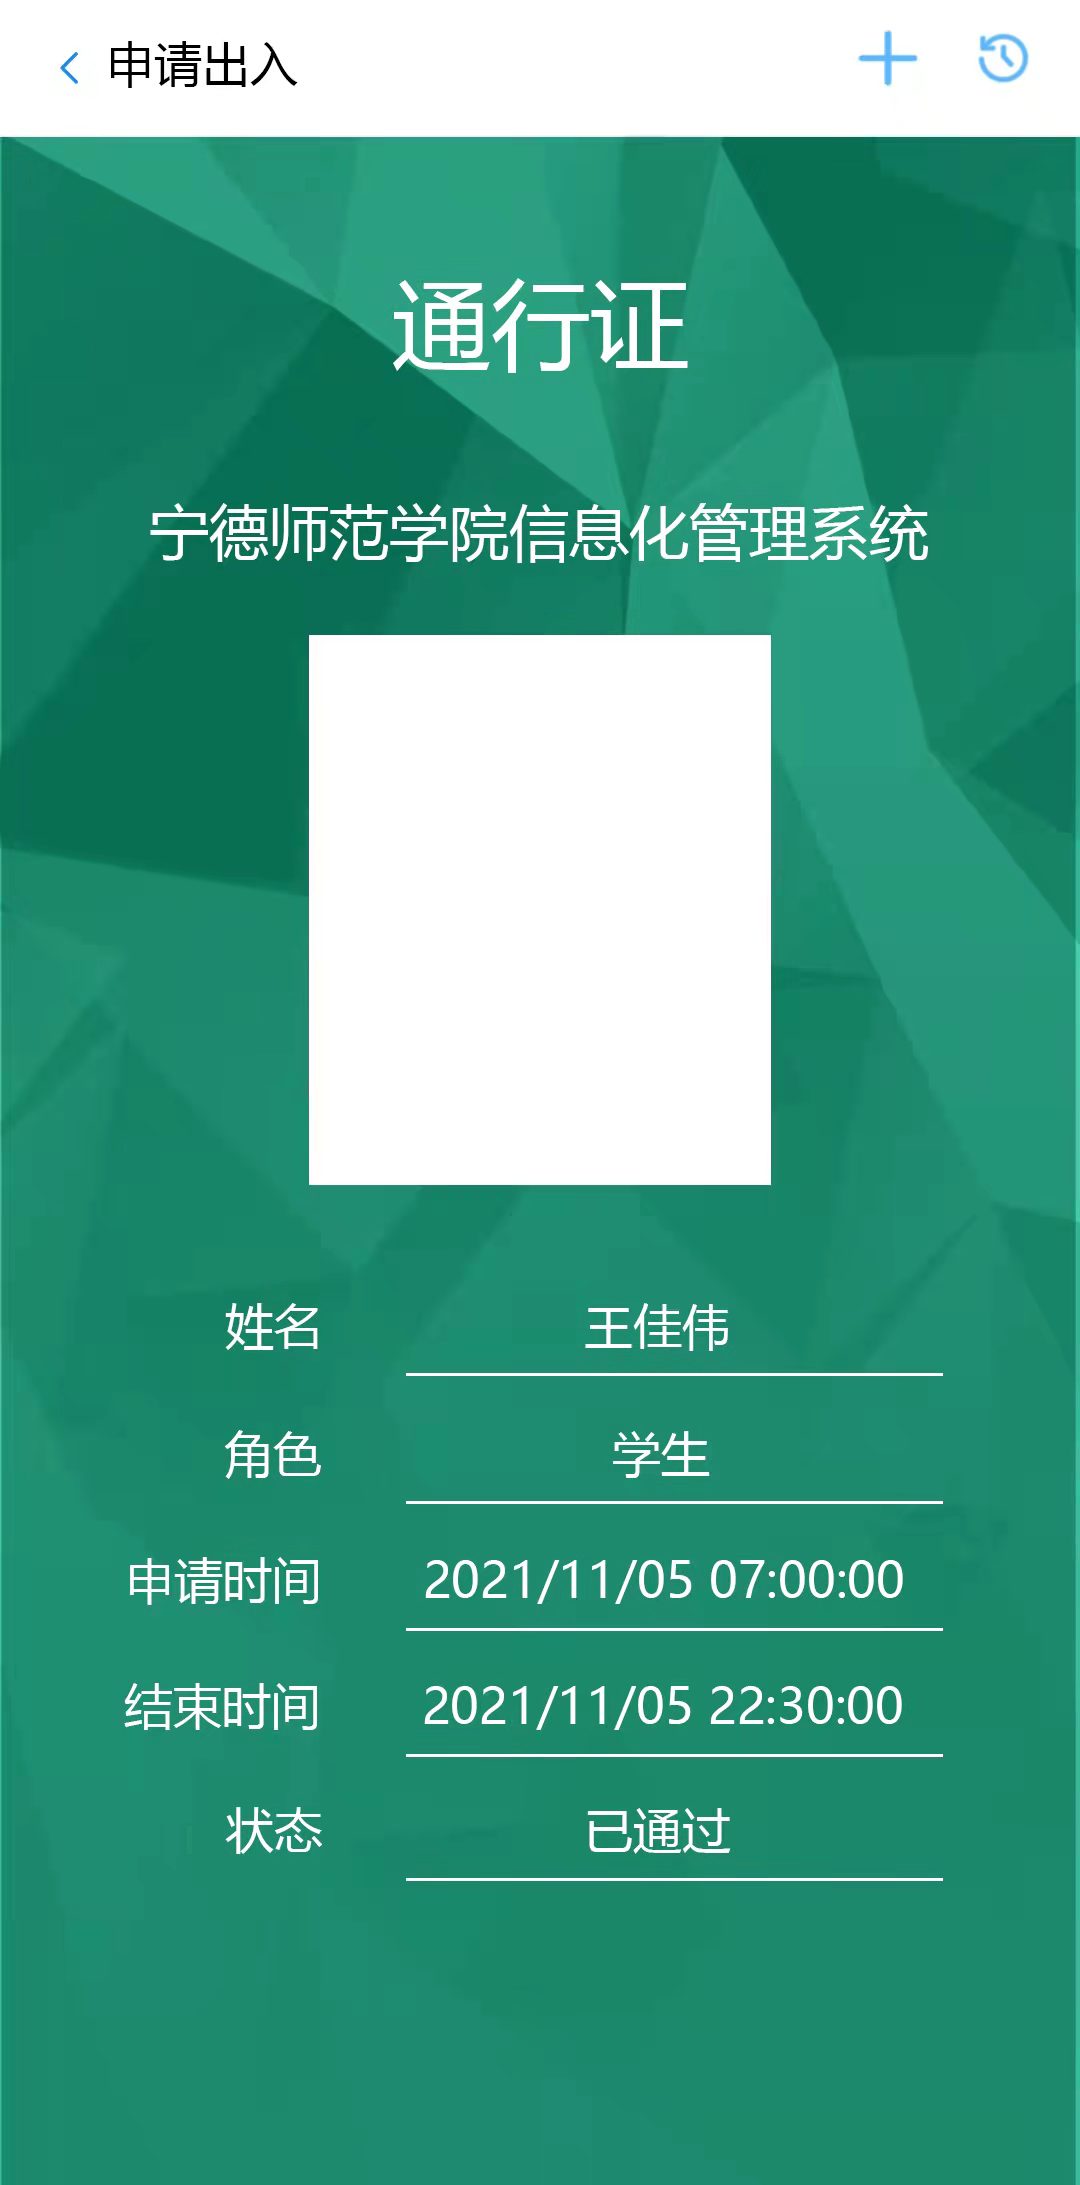 申请出入
通行证
宁德师范学院信息化管理系统
姓名 王佳伟
角色 学生
申请时间 2021/11/05 07:00:00
结束时间 2021/11/05 22:30:00
状态 已通过